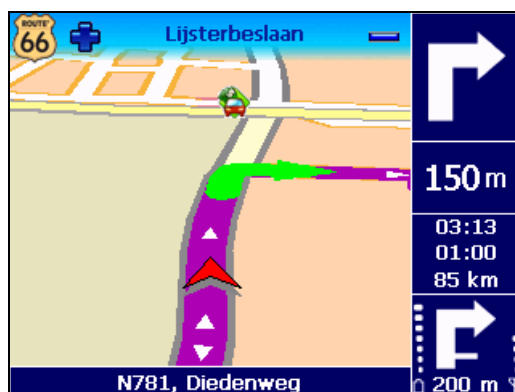 ROUTE
66
Lijsterbeslaan
150 m
03:13
01:00
85 km
200 m
N781, Diedenweg